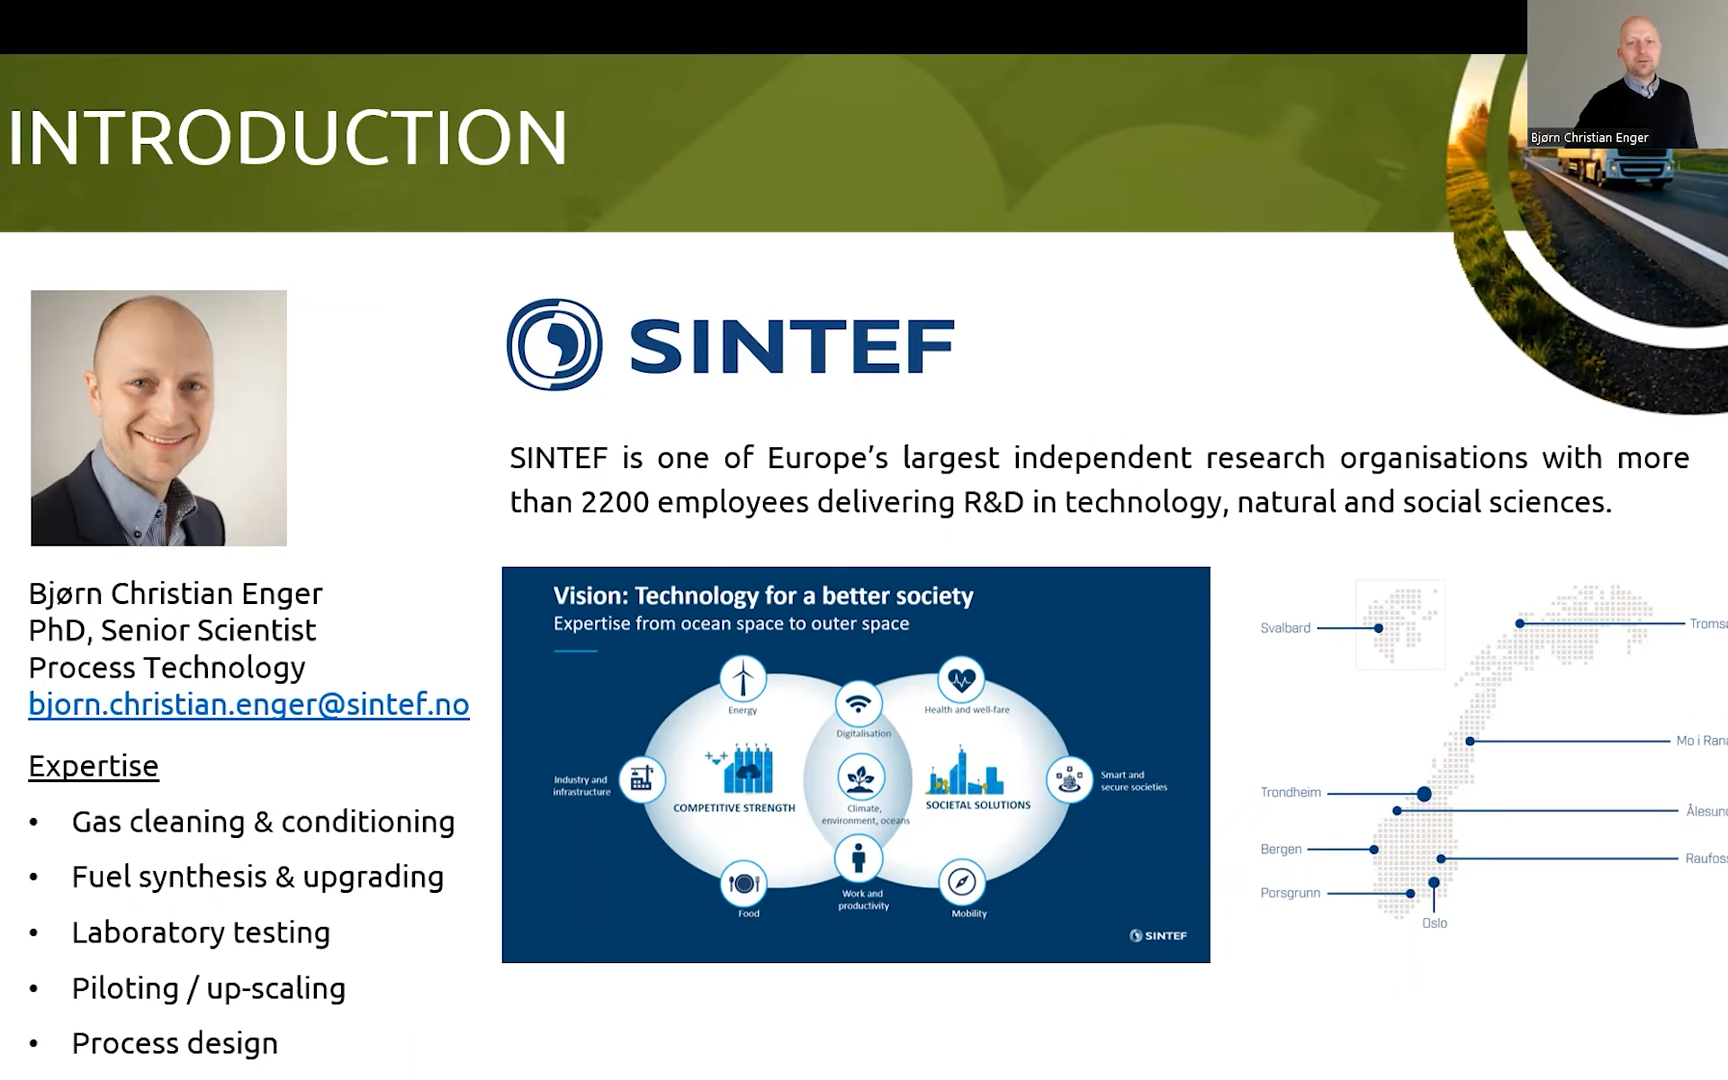 INTRODUCTION
Bjørn Christian Enger
SINTEF
SINTEF is one of Europe’s largest independent research organisations with more
than 2200 employees delivering R&D in technology, natural and social sciences.
Bjørn Christian Enger
PhD, Senior Scientist
Process Technology
bjorn.christian.enger@sintef.no
Expertise
• Gas cleaning & conditioning
• Fuel synthesis & upgrading
• Laboratory testing
• Piloting / up-scaling
• Process design
Vision: Technology for a better society
Expertise from ocean space to outer space
Energy
Digitalisation
Health and well-fare
Industry and
infrastructure
COMPETITIVE STRENGTH
Climate,
environment, oceans
SOCIETAL SOLUTIONS
Smart and
secure societies
Food
Work and
productivity
Mobility
SINTEF
Svalbard
Troms
Mo i Rana
Trondheim
Ålesun
Bergen
Raufos
Porsgrunn
Oslo